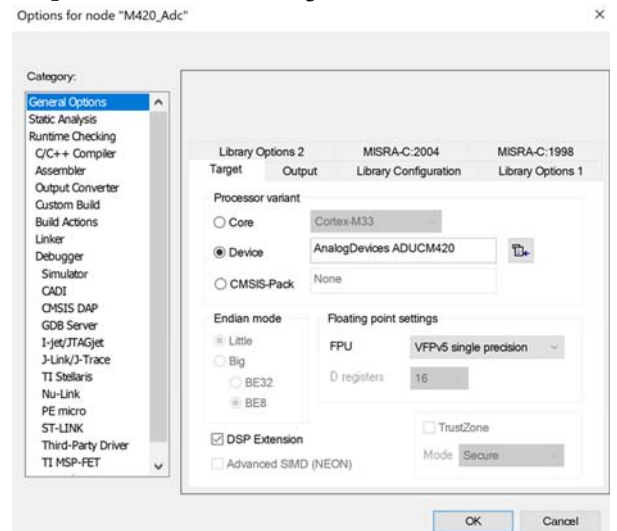 Options for node "M420_Adc"
×
Category:
General Options
Static Analysis
Runtime Checking
C/C++ Compiler
Assembler
Output Converter
Custom Build
Build Actions
Linker
Debugger
Simulator
CADI
CMSIS DAP
GDB Server
I-jet/JTAGjet
J-Link/J-Trace
TI Stellaris
Nu-Link
PE micro
ST-LINK
Third-Party Driver
TI MSP-FET
Library Options 2 MISRA-C:2004 MISRA-C:1998
Target Output Library Configuration Library Options 1
Processor variant
Core Cortex-M33
Device AnalogDevices ADUCM420
CMSIS-Pack None
Endian mode
Little
Big
BE32
BE8
Floating point settings
FPU VFPv5 single precision
D registers 16
DSP Extension
Advanced SIMD (NEON)
TrustZone
Mode Secure
OK Cancel